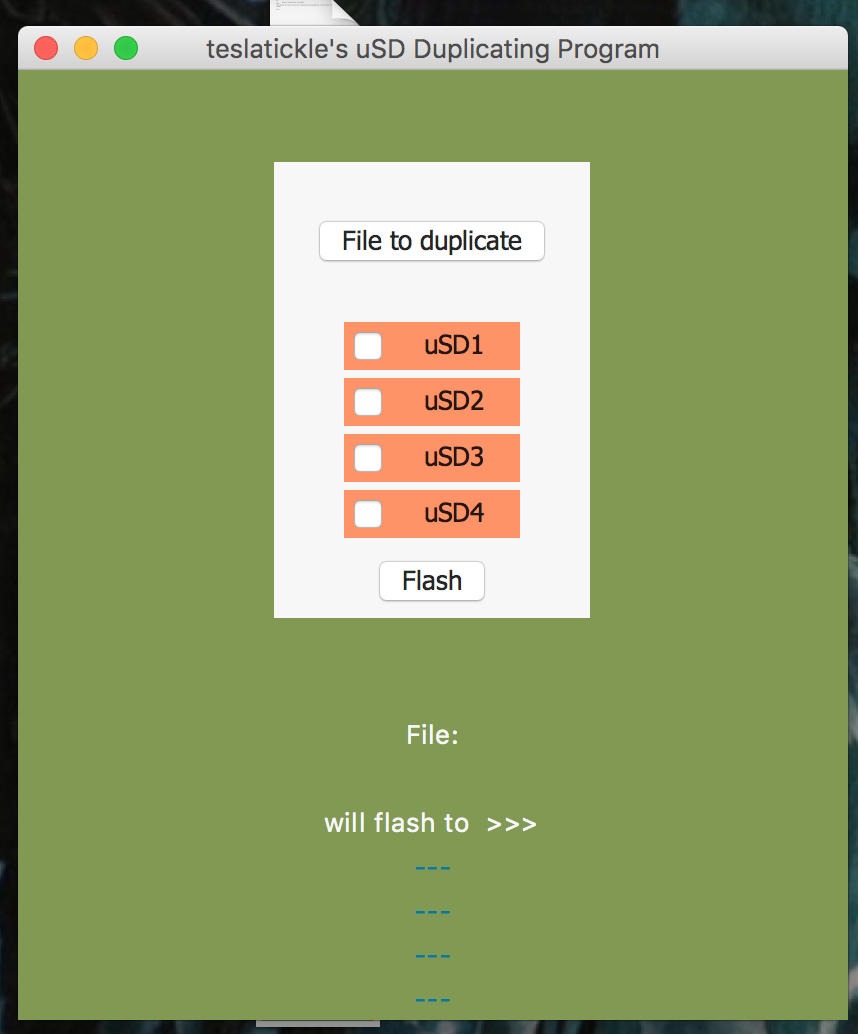 teslatickle's uSD Duplicating Program
File to duplicate
uSD1
uSD2
uSD3
uSD4
Flash
File:
will flash to  >>>
---
---
---
---